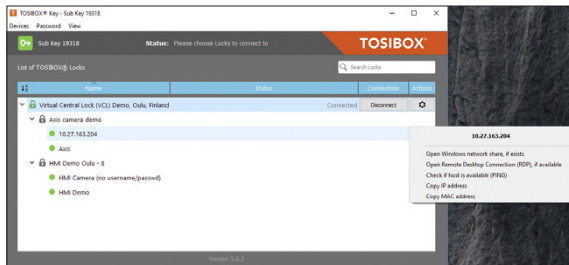 TOSIBOX® Key - Sub Key 19318
Devices Password View
Sub Key 19318
Status: Please choose Locks to connect to
TOSIBOX®
List of TOSIBOX® Locks
Search Locks
Name Status Connection Actions
Virtual Central Lock (VCL) Demo, Oulu, Finland Connected Disconnect
Axis camera demo
10.27.163.204
Axis
HMI Demo Oulu - 8
HMI Camera (no username/passwd)
HMI Demo
Version 3.0.2
10.27.163.204
Open Windows network share, if exists
Open Remote Desktop Connection (RDP), if available
Check if host is available (PING)
Copy IP address
Copy MAC address